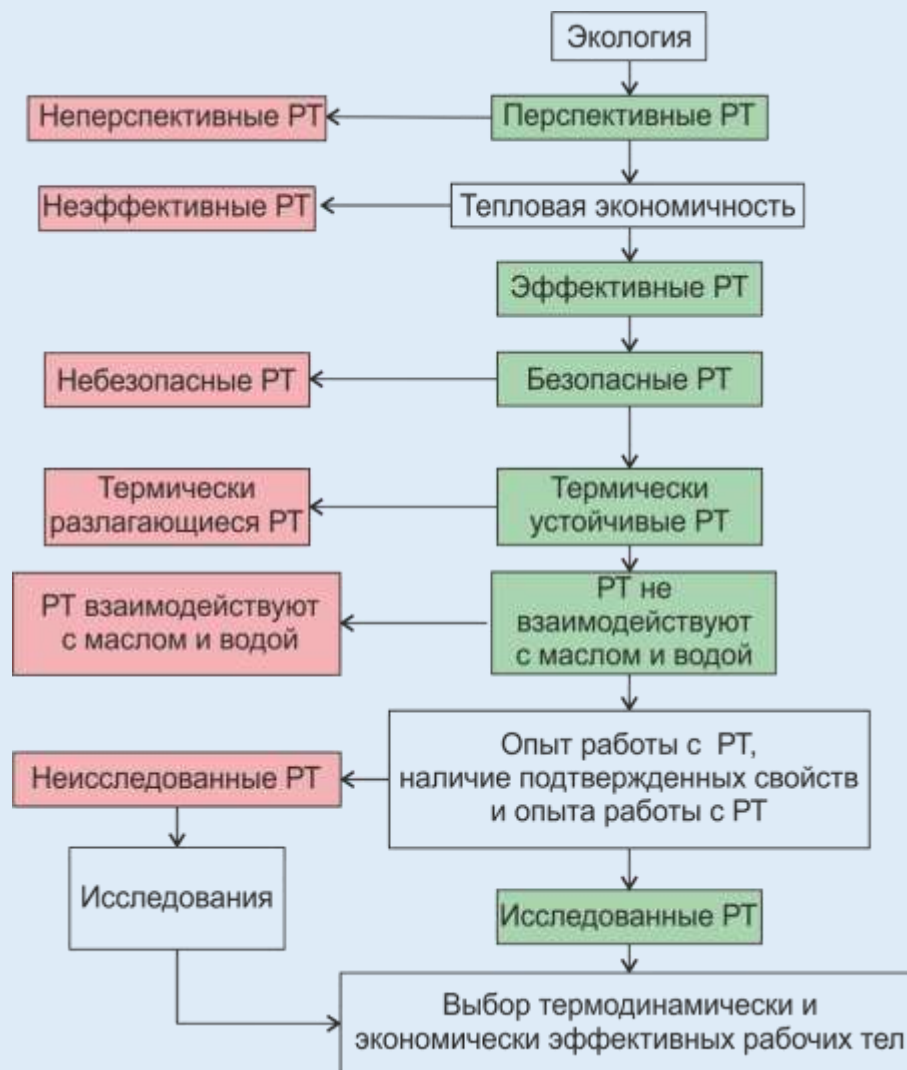 Экология
Неперспективные РТ
Перспективные РТ
Неэффективные РТ
Тепловая экономичность
Эффективные РТ
Небезопасные РТ
Безопасные РТ
Термически
разлагающиеся РТ
Термически
устойчивые РТ
РТ взаимодействуют
с маслом и водой
РТ не
взаимодействуют
с маслом и водой
Опыт работы с РТ,
наличие подтвержденных свойств
и опыта работы с РТ
Неисследованные РТ
Исследования
Исследованные РТ
Выбор термодинамически и
экономически эффективных рабочих тел